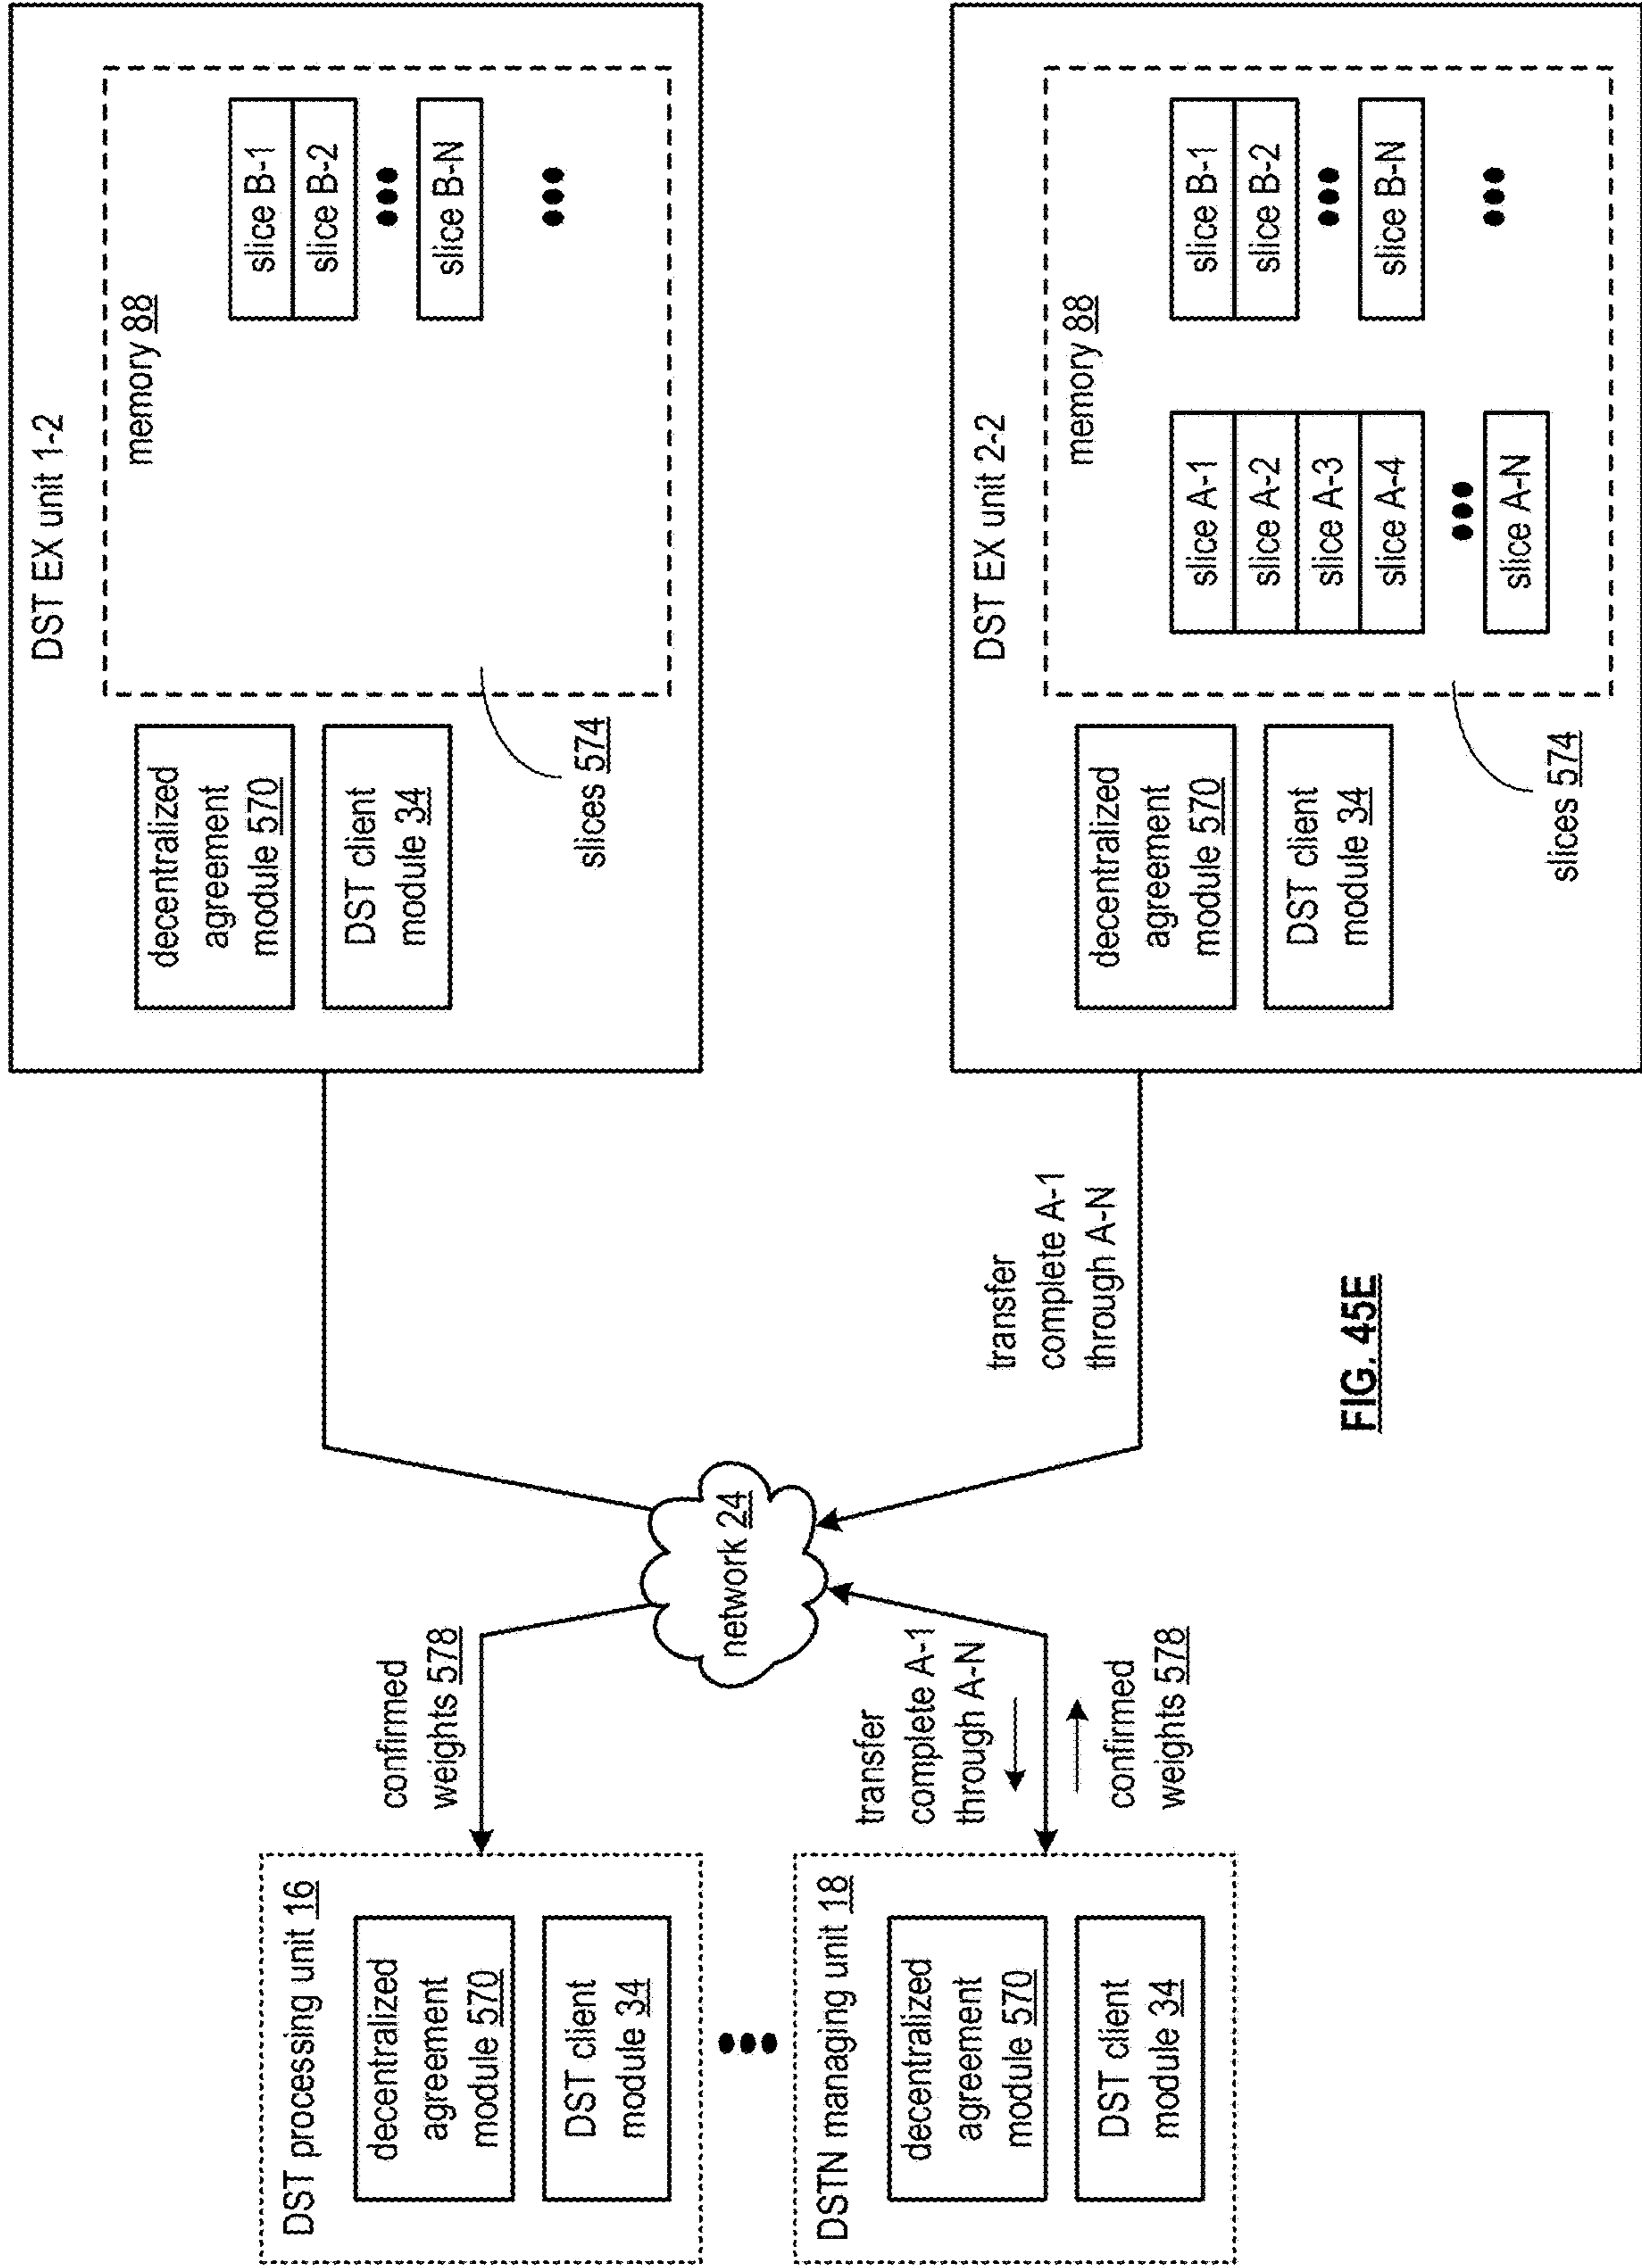 DST processing unit 16
decentralized
agreement
module 570
DST client
module 34
DSTN managing unit 18
decentralized
agreement
module 570
DST client
module 34
confirmed
weights 578
transfer
complete A-1
through A-N
confirmed
weights 578
network 24
transfer
complete A-1
through A-N
DST EX unit 1-2
decentralized
agreement
module 570
DST client
module 34
slices 574
memory 88
slice B-1
slice B-2
slice B-N
DST EX unit 2-2
decentralized
agreement
module 570
DST client
module 34
slices 574
memory 88
slice A-1
slice A-2
slice A-3
slice A-4
slice A-N
slice B-1
slice B-2
slice B-N
FIG. 45E